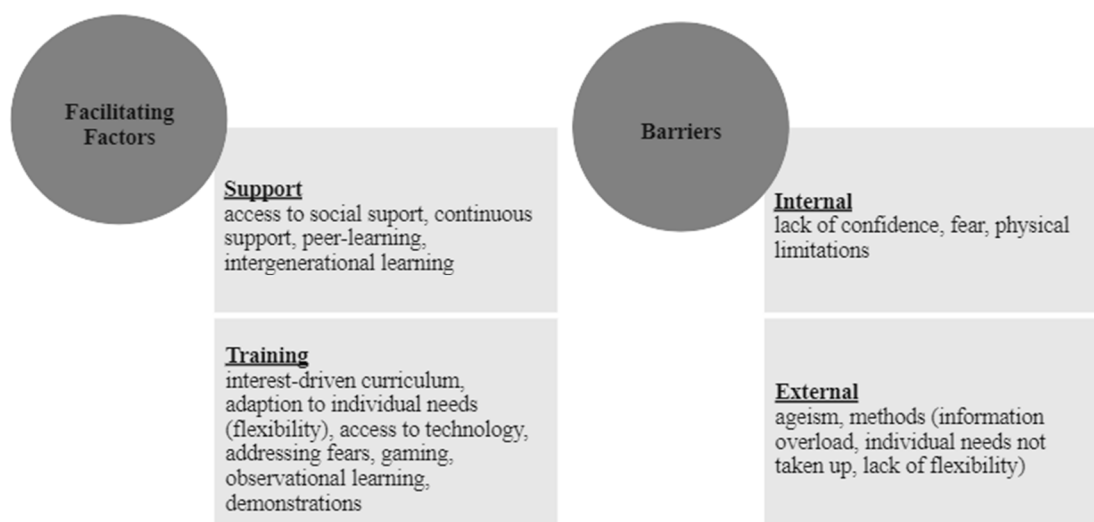 Facilitating
Factors
Support
access to social suport, continuous
support, peer-learning,
intergenerational learning
Training
interest-driven curriculum,
adaption to individual needs
(flexibility), access to technology,
addressing fears, gaming,
observational learning,
demonstrations
Barriers
Internal
lack of confidence, fear, physical
limitations
External
ageism, methods (information
overload, individual needs not
taken up, lack of flexibility)